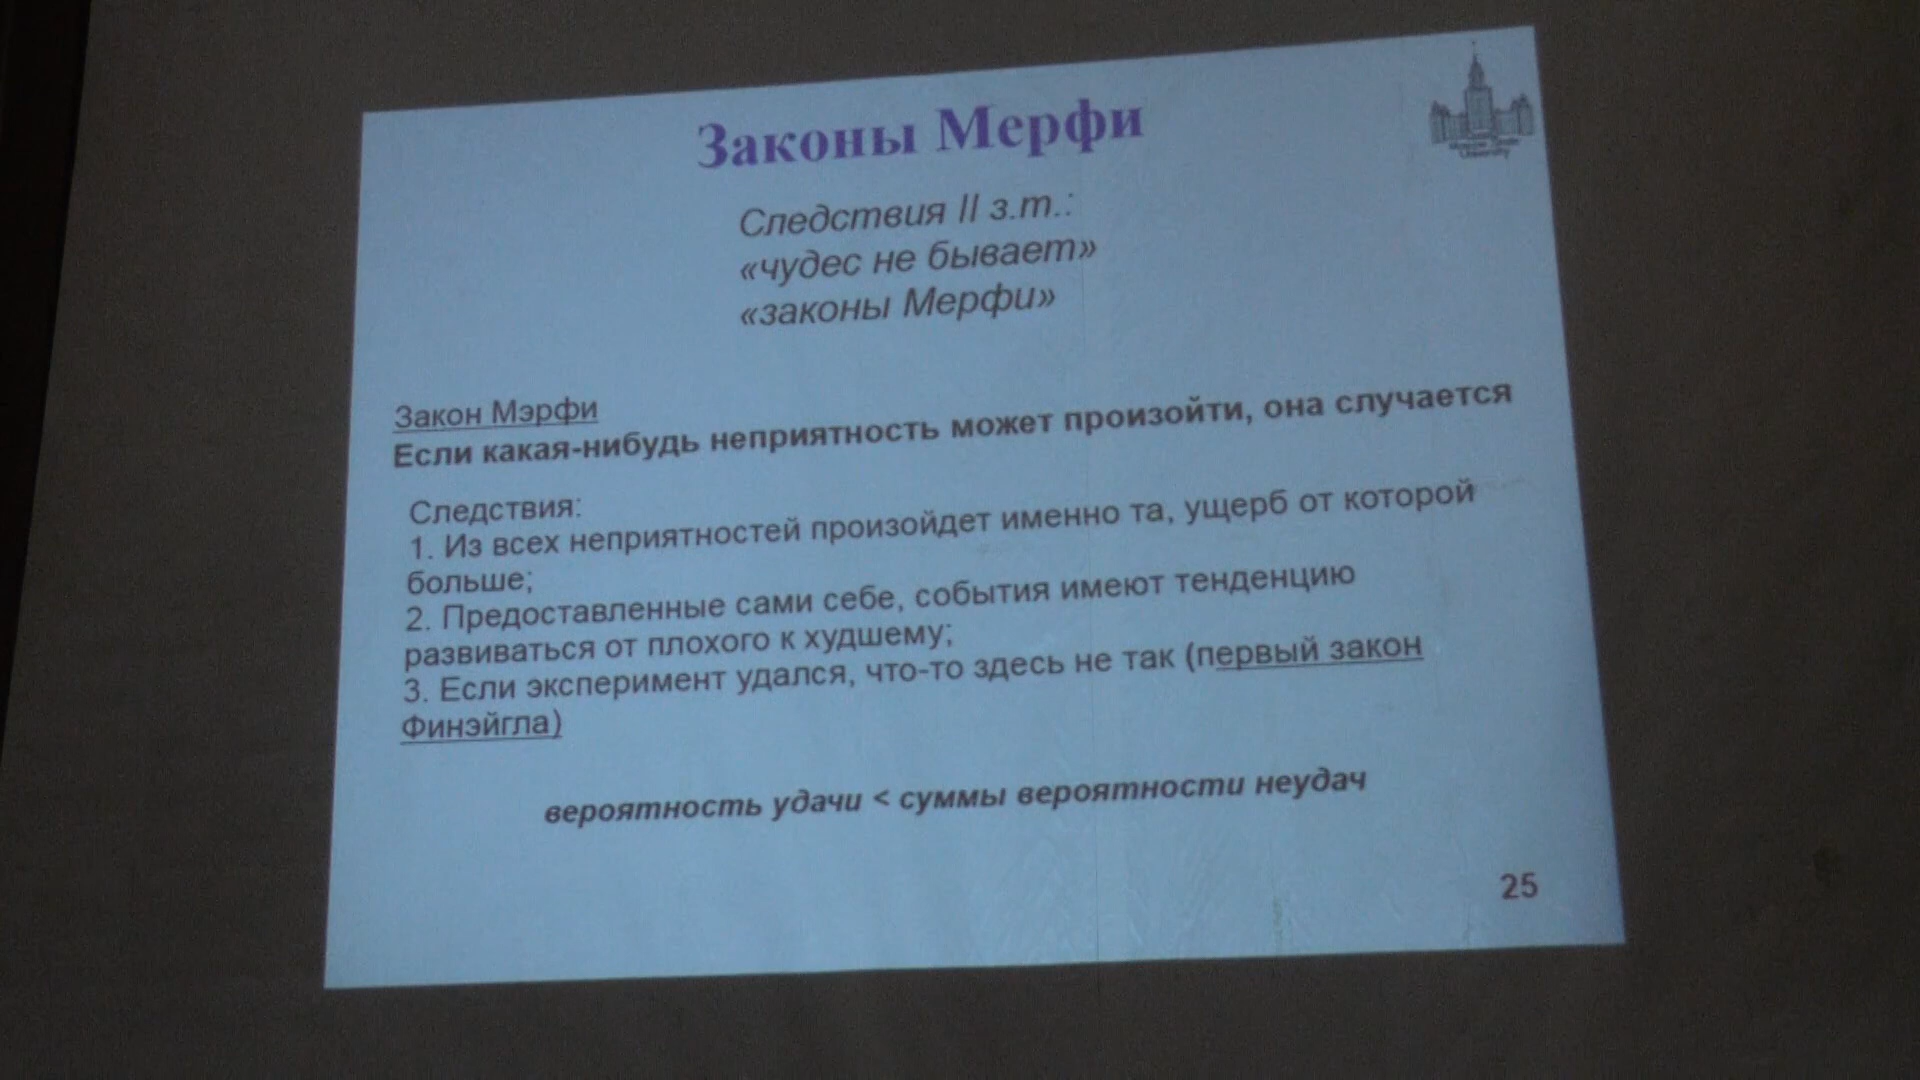 Законы Мерфи
Moscow State
University
Следствия II з.т.:
«чудес не бывает»
«законы Мерфи»
Закон Мэрфи
Если какая-нибудь неприятность может произойти, она случается
Следствия:
1. Из всех неприятностей произойдет именно та, ущерб от которой
больше;
2. Предоставленные сами себе, события имеют тенденцию
развиваться от плохого к худшему;
3. Если эксперимент удался, что-то здесь не так (первый закон
Финэйгла)
вероятность удачи < суммы вероятности неудач
25